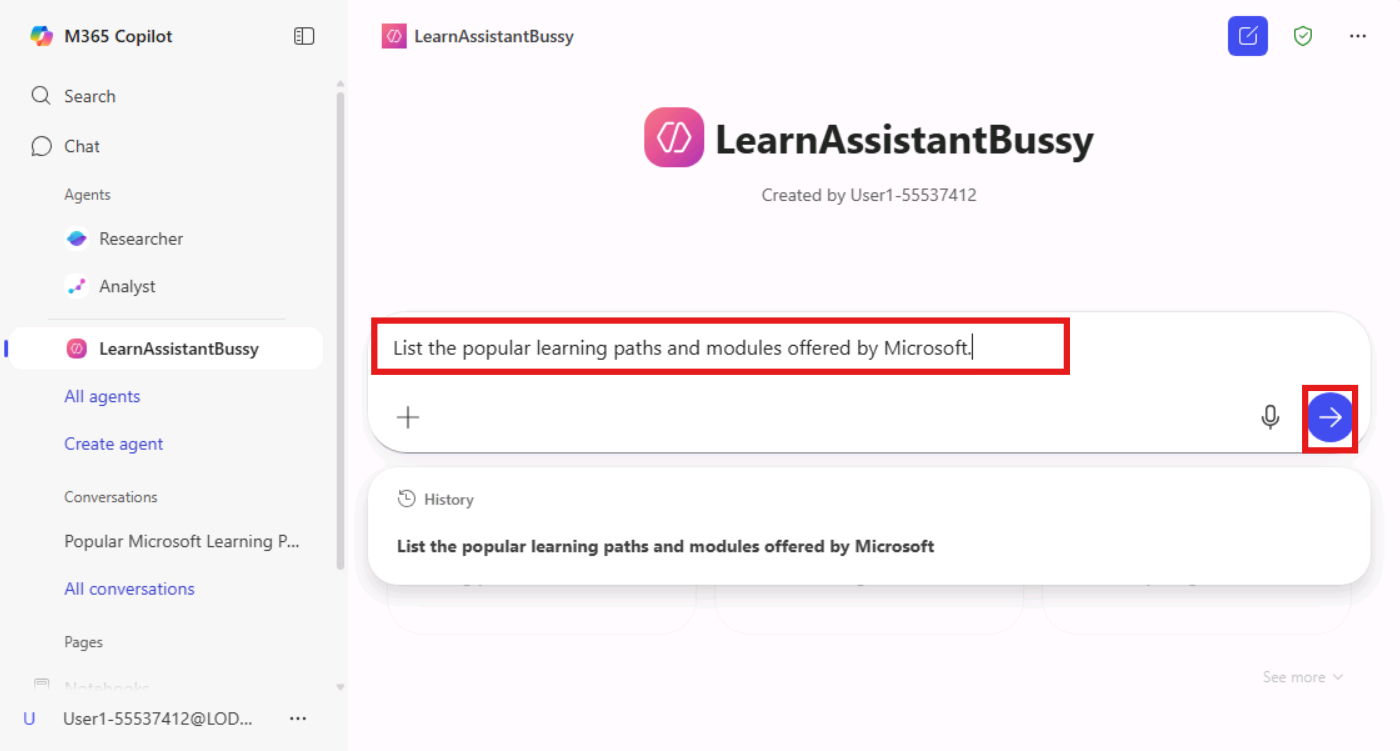 M365 Copilot
Search
Chat
Agents
Researcher
Analyst
LearnAssistantBussy
All agents
Create agent
Conversations
Popular Microsoft Learning P...
All conversations
Pages
Notebooks
U User1-55537412@LOD...
LearnAssistantBussy
LearnAssistantBussy
Created by User1-55537412
List the popular learning paths and modules offered by Microsoft.
History
List the popular learning paths and modules offered by Microsoft
See more